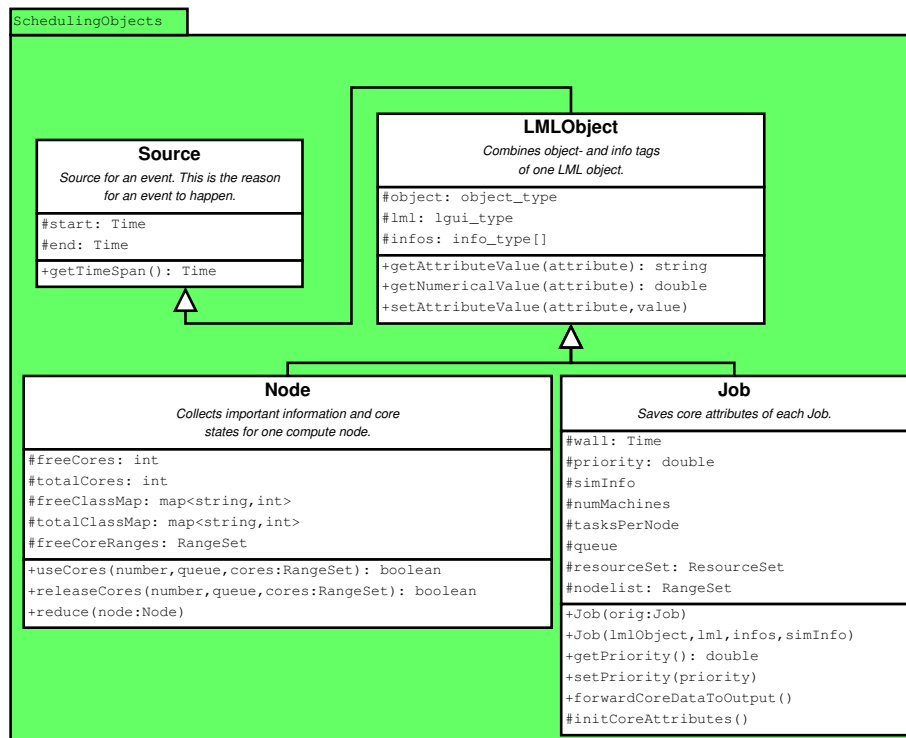 SchedulingObjects
Source
Source for an event. This is the reason
for an event to happen.
#start: Time
#end: Time
+getTimeSpan(): Time
LMLObject
Combines object- and info tags
of one LML object.
#object: object_type
#lml: lgui_type
#infos: info_type[]
+getAttributeValue(attribute): string
+getNumericalValue(attribute): double
+setAttributeValue(attribute,value)
Node
Collects important information and core
states for one compute node.
#freeCores: int
#totalCores: int
#freeClassMap: map<string,int>
#totalClassMap: map<string,int>
#freeCoreRanges: RangeSet
+useCores(number,queue,cores:RangeSet): boolean
+releaseCores(number,queue,cores:RangeSet): boolean
+reduce(node:Node)
Job
Saves core attributes of each Job.
#wall: Time
#priority: double
#simInfo
#numMachines
#tasksPerNode
#queue
#resourceSet: ResourceSet
#nodelist: RangeSet
+Job(orig:Job)
+Job(lmlObject,lml,infos,simInfo)
+getPriority(): double
+setPriority(priority)
+forwardCoreDataToOutput()
#initCoreAttributes()